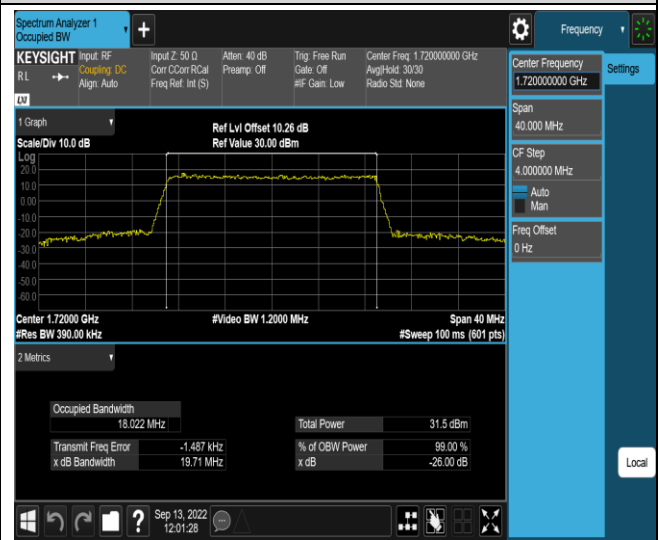 Spectrum Analyzer 1
Occupied BW
+
Frequency
KEYSIGHT
R L
LXI
Input: RF
Coupling: DC
Align: Auto
Input Z: 50 Ω
Corr CCorr RCal
Freq Ref: Int (S)
Atten: 40 dB
Preamp: Off
Trig: Free Run
Gate: Off
#IF Gain: Low
Center Freq: 1.720000000 GHz
Avg|Hold: 30/30
Radio Std: None
Center Frequency
1.720000000 GHz
Settings
Span
40.000 MHz
CF Step
4.000000 MHz
Auto
Man
Freq Offset
0 Hz
1 Graph
Scale/Div 10.0 dB
Ref Lvl Offset 10.26 dB
Ref Value 30.00 dBm
Log
20.0
10.0
0.00
-10.0
-20.0
-30.0
-40.0
-50.0
-60.0
Center 1.72000 GHz
#Res BW 390.00 kHz
#Video BW 1.2000 MHz
Span 40 MHz
#Sweep 100 ms (601 pts)
2 Metrics
Occupied Bandwidth
18.022 MHz
Total Power 31.5 dBm
Transmit Freq Error -1.487 kHz
% of OBW Power 99.00 %
x dB Bandwidth 19.71 MHz
x dB -26.00 dB
Local
?
Sep 13, 2022
12:01:28